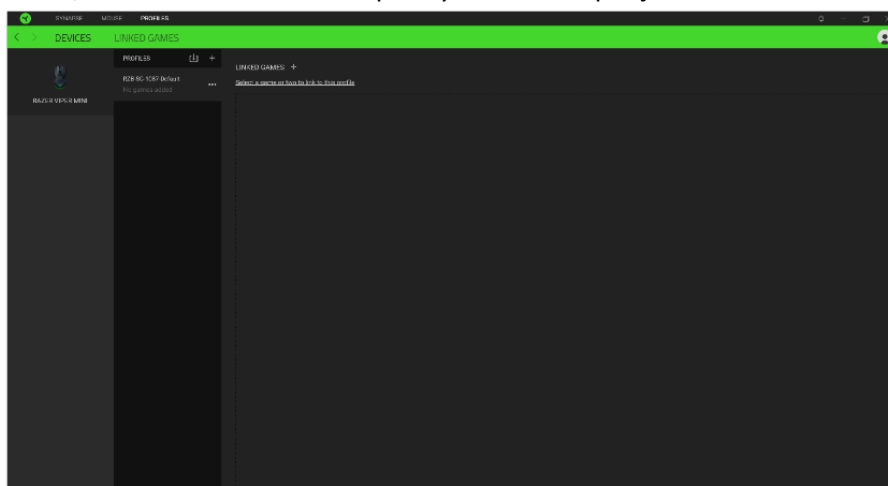 SYNAPSE MOUSE PROFILES
DEVICES LINKED GAMES
PROFILES +
LINKED GAMES +
Default
No games added
Select a game or two to link to this profile
RAZER VIPER MINI